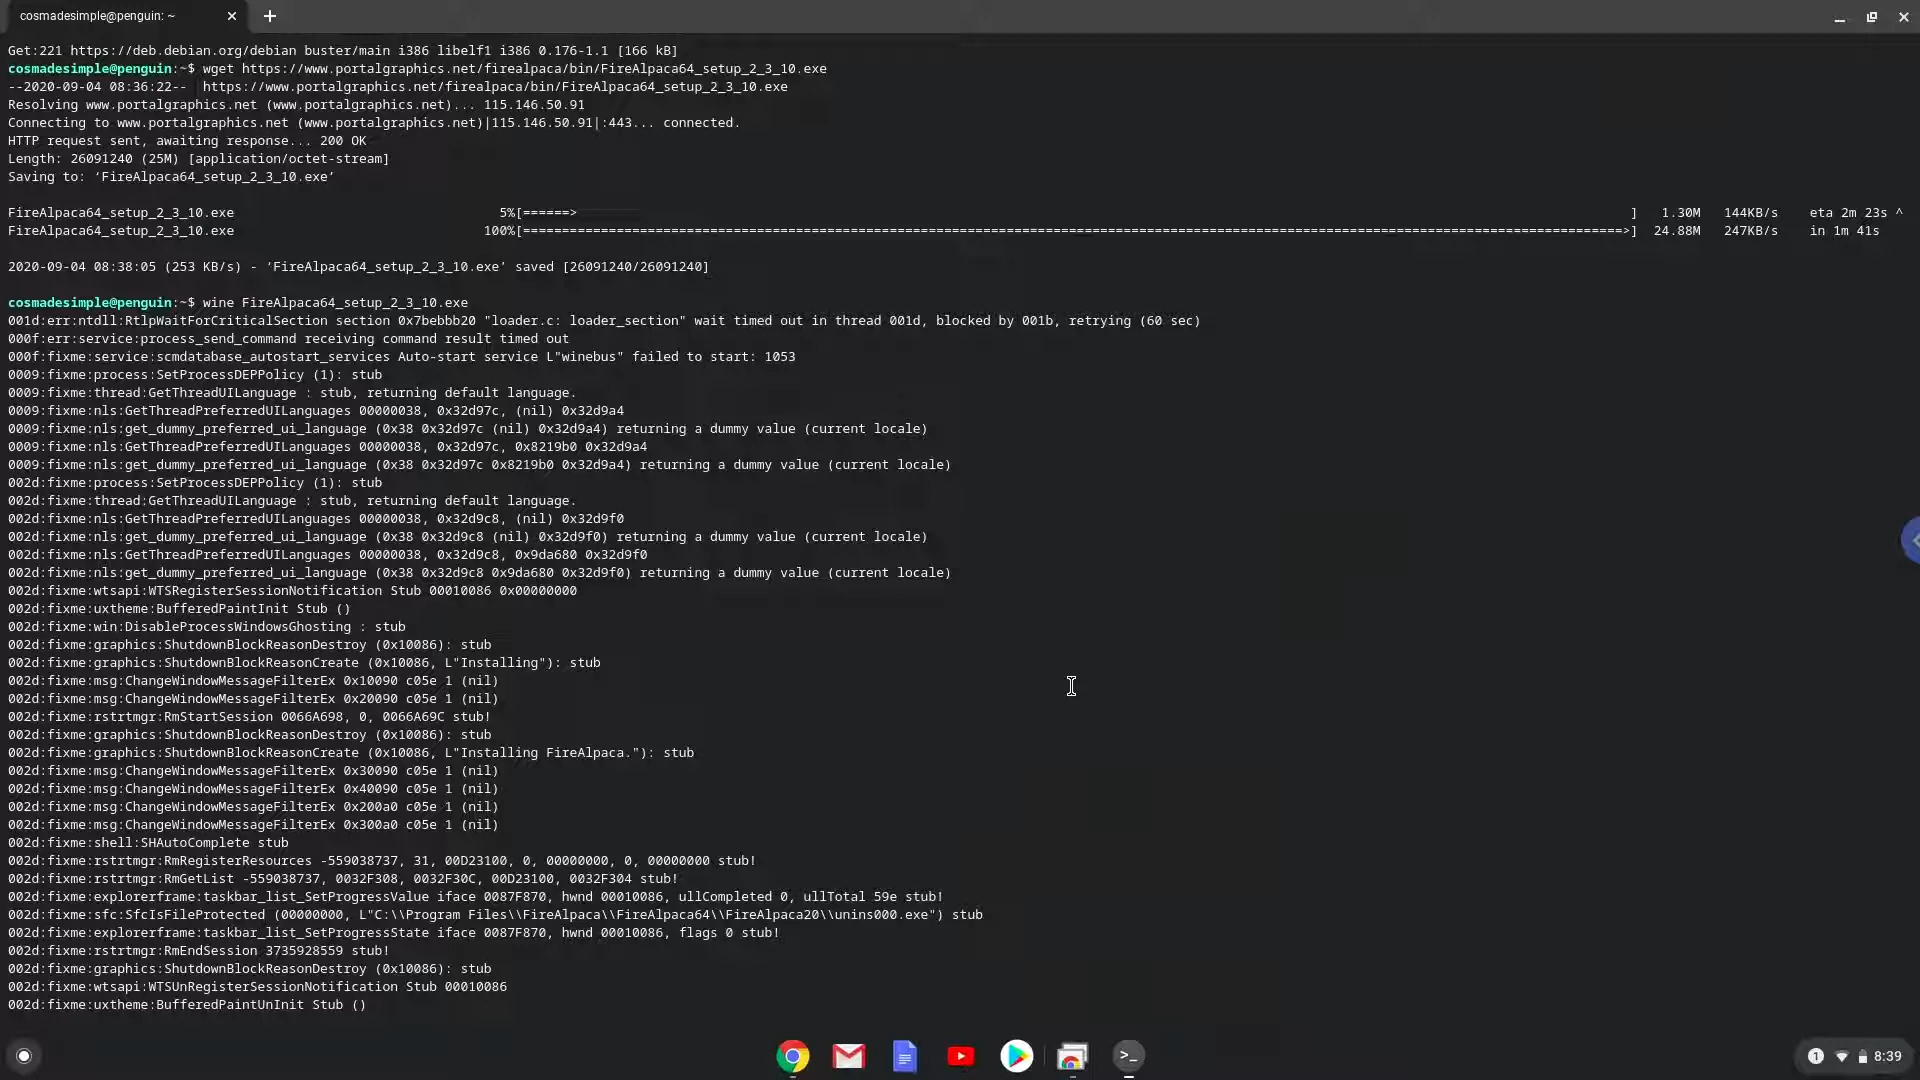 cosmadesimple@penguin: ~
Get:221 https://deb.debian.org/debian buster/main i386 libelf1 i386 0.176-1.1 [166 kB]
cosmadesimple@penguin:~$ wget https://www.portalgraphics.net/firealpaca/bin/FireAlpaca64_setup_2_3_10.exe
--2020-09-04 08:36:22--  https://www.portalgraphics.net/firealpaca/bin/FireAlpaca64_setup_2_3_10.exe
Resolving www.portalgraphics.net (www.portalgraphics.net)... 115.146.50.91
Connecting to www.portalgraphics.net (www.portalgraphics.net)|115.146.50.91|:443... connected.
HTTP request sent, awaiting response... 200 OK
Length: 26091240 (25M) [application/octet-stream]
Saving to: ‘FireAlpaca64_setup_2_3_10.exe’
FireAlpaca64_setup_2_3_10.exe 5%[======> ] 1.30M 144KB/s eta 2m 23s ^
FireAlpaca64_setup_2_3_10.exe 100%[=============================================================================================================================================>] 24.88M 247KB/s in 1m 41s
2020-09-04 08:38:05 (253 KB/s) - ‘FireAlpaca64_setup_2_3_10.exe’ saved [26091240/26091240]
cosmadesimple@penguin:~$ wine FireAlpaca64_setup_2_3_10.exe
001d:err:ntdll:RtlpWaitForCriticalSection section 0x7bebbb20 "loader.c: loader_section" wait timed out in thread 001d, blocked by 001b, retrying (60 sec)
000f:err:service:process_send_command receiving command result timed out
000f:fixme:service:scmdatabase_autostart_services Auto-start service L"winebus" failed to start: 1053
0009:fixme:process:SetProcessDEPPolicy (1): stub
0009:fixme:thread:GetThreadUILanguage : stub, returning default language.
0009:fixme:nls:GetThreadPreferredUILanguages 00000038, 0x32d97c, (nil) 0x32d9a4
0009:fixme:nls:get_dummy_preferred_ui_language (0x38 0x32d97c (nil) 0x32d9a4) returning a dummy value (current locale)
0009:fixme:nls:GetThreadPreferredUILanguages 00000038, 0x32d97c, 0x8219b0 0x32d9a4
0009:fixme:nls:get_dummy_preferred_ui_language (0x38 0x32d97c 0x8219b0 0x32d9a4) returning a dummy value (current locale)
002d:fixme:process:SetProcessDEPPolicy (1): stub
002d:fixme:thread:GetThreadUILanguage : stub, returning default language.
002d:fixme:nls:GetThreadPreferredUILanguages 00000038, 0x32d9c8, (nil) 0x32d9f0
002d:fixme:nls:get_dummy_preferred_ui_language (0x38 0x32d9c8 (nil) 0x32d9f0) returning a dummy value (current locale)
002d:fixme:nls:GetThreadPreferredUILanguages 00000038, 0x32d9c8, 0x9da680 0x32d9f0
002d:fixme:nls:get_dummy_preferred_ui_language (0x38 0x32d9c8 0x9da680 0x32d9f0) returning a dummy value (current locale)
002d:fixme:wtsapi:WTSRegisterSessionNotification Stub 00010086 0x00000000
002d:fixme:uxtheme:BufferedPaintInit Stub ()
002d:fixme:win:DisableProcessWindowsGhosting : stub
002d:fixme:graphics:ShutdownBlockReasonDestroy (0x10086): stub
002d:fixme:graphics:ShutdownBlockReasonCreate (0x10086, L"Installing"): stub
002d:fixme:msg:ChangeWindowMessageFilterEx 0x10090 c05e 1 (nil)
002d:fixme:msg:ChangeWindowMessageFilterEx 0x20090 c05e 1 (nil)
002d:fixme:rstrtmgr:RmStartSession 0066A698, 0, 0066A69C stub!
002d:fixme:graphics:ShutdownBlockReasonDestroy (0x10086): stub
002d:fixme:graphics:ShutdownBlockReasonCreate (0x10086, L"Installing FireAlpaca."): stub
002d:fixme:msg:ChangeWindowMessageFilterEx 0x30090 c05e 1 (nil)
002d:fixme:msg:ChangeWindowMessageFilterEx 0x40090 c05e 1 (nil)
002d:fixme:msg:ChangeWindowMessageFilterEx 0x200a0 c05e 1 (nil)
002d:fixme:msg:ChangeWindowMessageFilterEx 0x300a0 c05e 1 (nil)
002d:fixme:shell:SHAutoComplete stub
002d:fixme:rstrtmgr:RmRegisterResources -559038737, 31, 00D23100, 0, 00000000, 0, 00000000 stub!
002d:fixme:rstrtmgr:RmGetList -559038737, 0032F308, 0032F30C, 00D23100, 0032F304 stub!
002d:fixme:explorerframe:taskbar_list_SetProgressValue iface 0087F870, hwnd 00010086, ullCompleted 0, ullTotal 59e stub!
002d:fixme:sfc:SfcIsFileProtected (00000000, L"C:\\Program Files\\FireAlpaca\\FireAlpaca64\\FireAlpaca20\\unins000.exe") stub
002d:fixme:explorerframe:taskbar_list_SetProgressState iface 0087F870, hwnd 00010086, flags 0 stub!
002d:fixme:rstrtmgr:RmEndSession 3735928559 stub!
002d:fixme:graphics:ShutdownBlockReasonDestroy (0x10086): stub
002d:fixme:wtsapi:WTSUnRegisterSessionNotification Stub 00010086
002d:fixme:uxtheme:BufferedPaintUnInit Stub ()
1 8:39